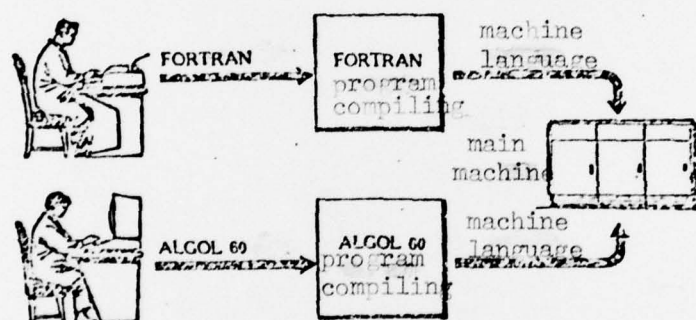 FORTRAN
FORTRAN
program
compiling
machine
language
main
machine
ALGOL 60
ALGOL 60
program
compiling
machine
language